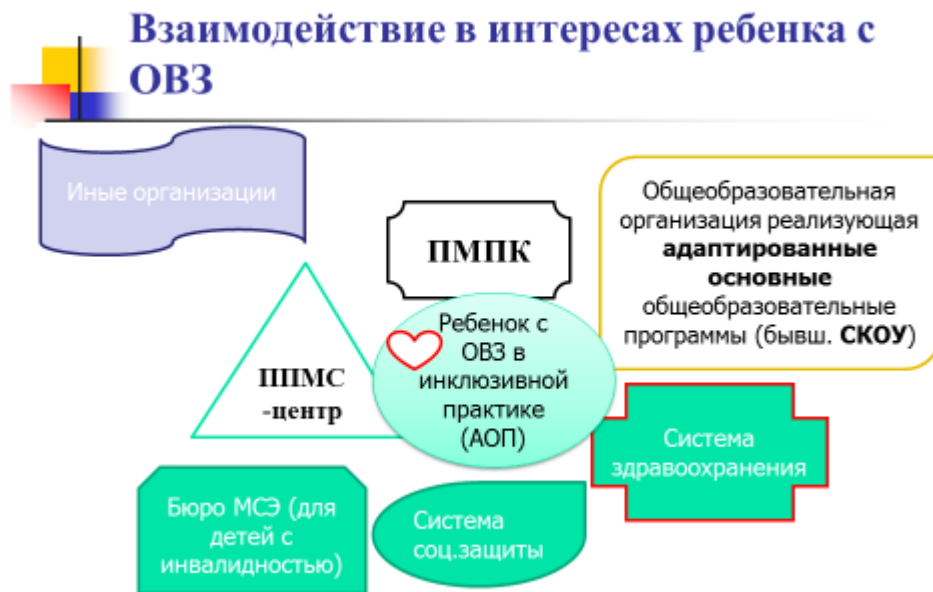 Взаимодействие в интересах ребенка с
ОВЗ
Иные организации
ПМПК
Общеобразовательная
организация реализующая
адаптированные
основные
общеобразовательные
программы (бывш. СКОУ)
ППМС
-центр
Ребенок с
ОВЗ в
инклюзивной
практике
(АОП)
Система
здравоохранения
Бюро МСЭ (для
детей с
инвалидностью)
Система
соц.защиты